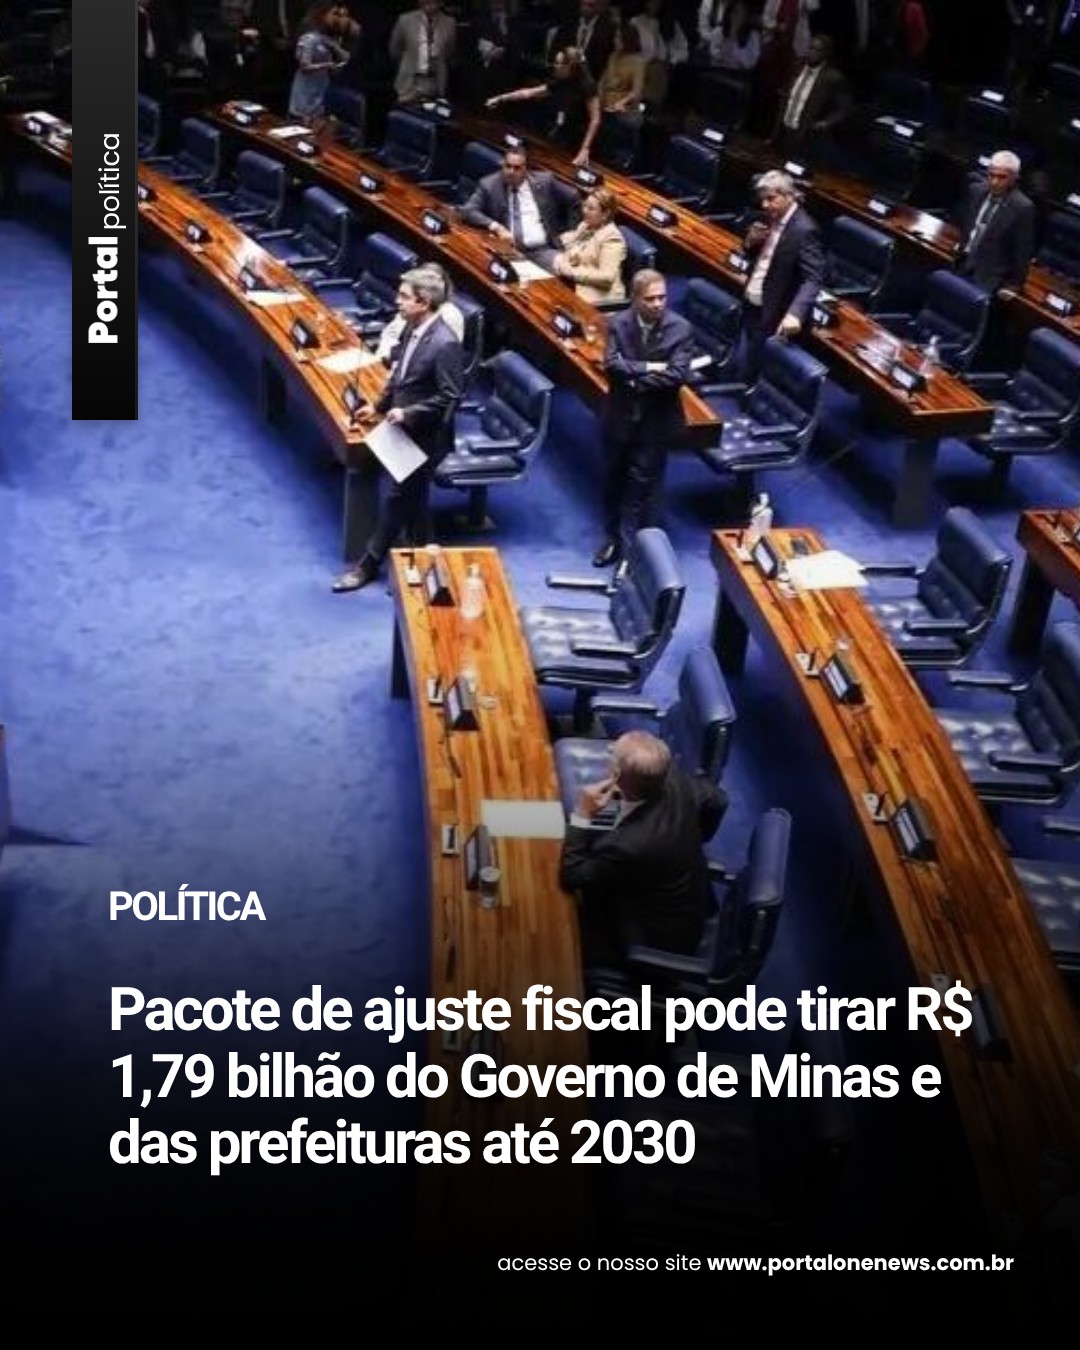 Portal política
POLÍTICA
Pacote de ajuste fiscal pode tirar R$
1,79 bilhão do Governo de Minas e
das prefeituras até 2030
acesse o nosso site www.portalonenews.com.br